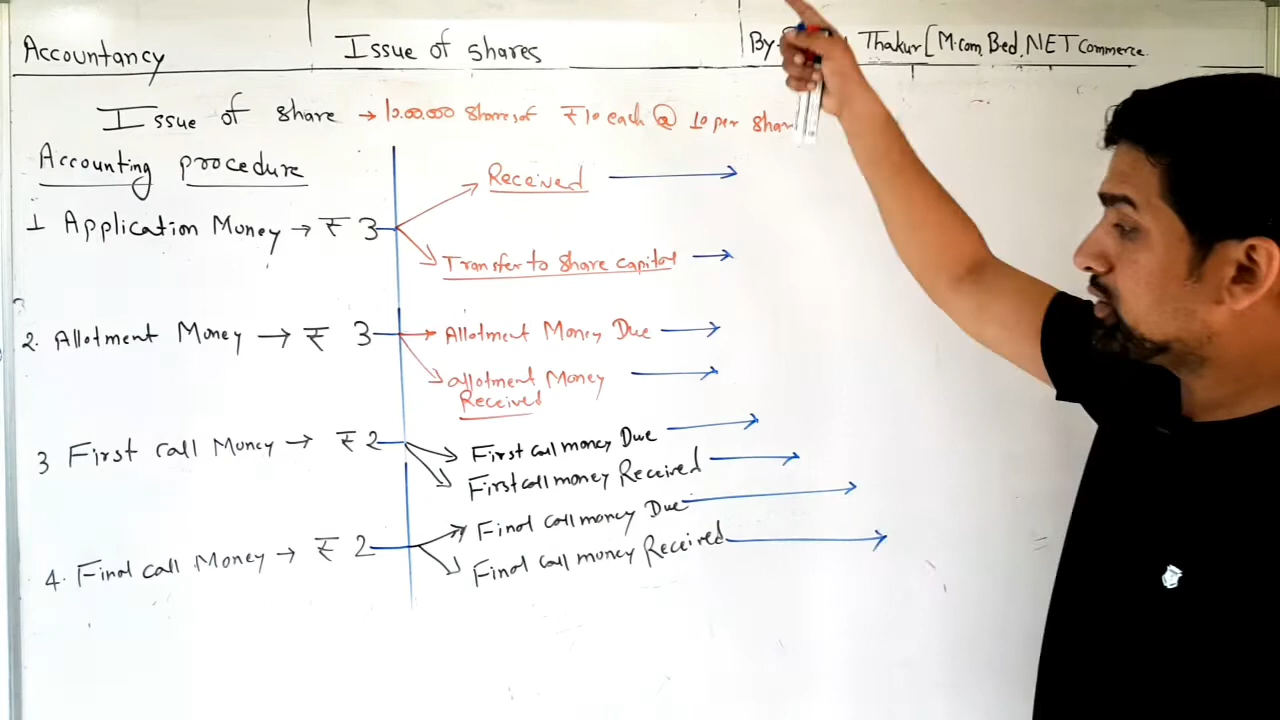 Accountancy
Issue of shares
By. Thakur [M.com, B.ed, NET Commerce.
Issue of share → 10,00,000 Shares of ₹10 each @ 10 per Shar
Accounting procedure
1 Application Money → ₹ 3
Received
Transfer to Share capital
2. Allotment Money → ₹ 3
Allotment Money Due
allotment Money
Received
3 First call Money → ₹ 2
First call money Due
First call money Received
4. Final call Money → ₹ 2
Final call money Due
Final call money Received